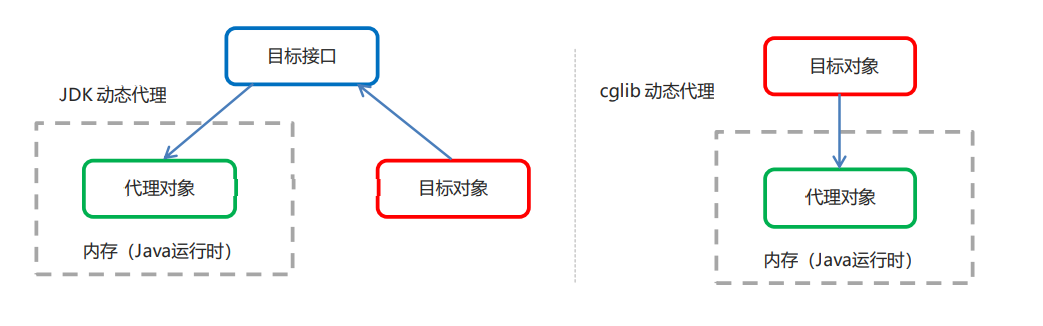 目标接口
JDK 动态代理
代理对象
目标对象
内存（Java运行时）
目标对象
cglib 动态代理
代理对象
内存（Java运行时）